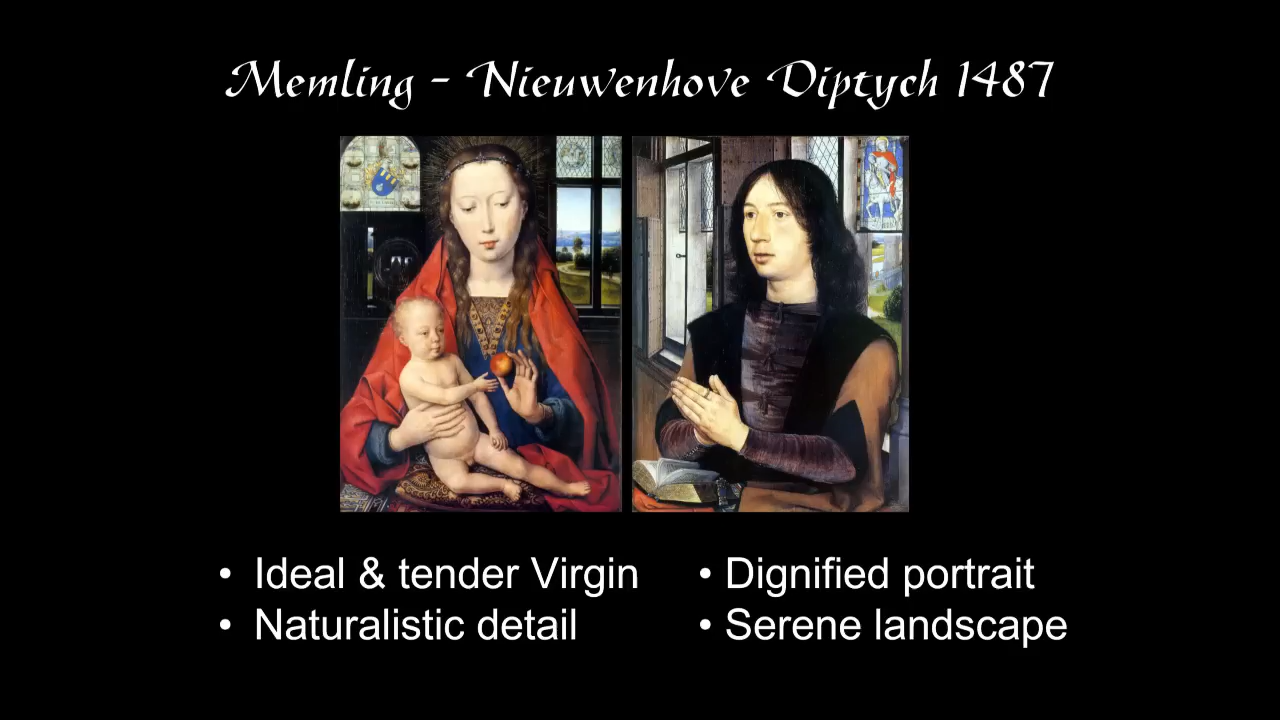 Memling - Nieuwenhove Diptych 1487
• Ideal & tender Virgin
• Naturalistic detail
• Dignified portrait
• Serene landscape